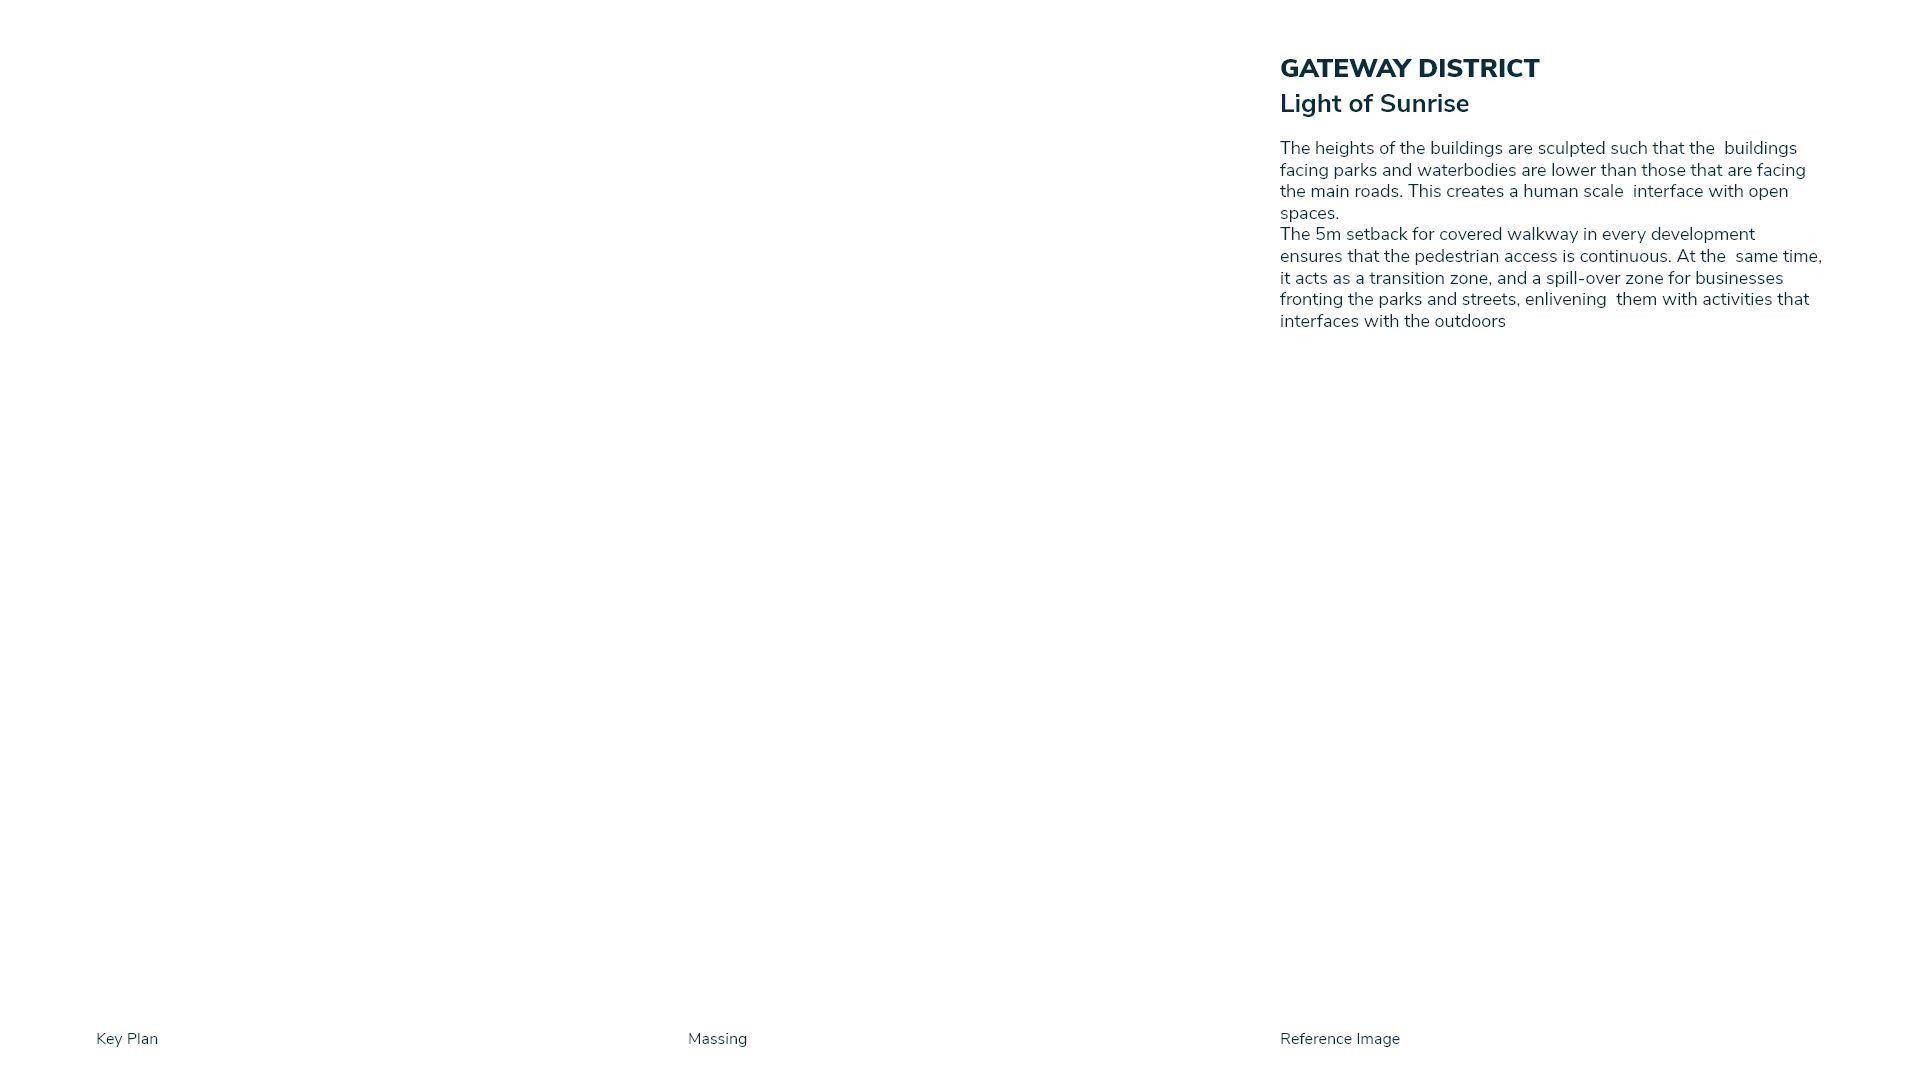 GATEWAY DISTRICT
Light of Sunrise
The heights of the buildings are sculpted such that the  buildings
facing parks and waterbodies are lower than those that are facing
the main roads. This creates a human scale  interface with open
spaces.
The 5m setback for covered walkway in every development
ensures that the pedestrian access is continuous. At the  same time,
it acts as a transition zone, and a spill-over zone for businesses
fronting the parks and streets, enlivening  them with activities that
interfaces with the outdoors
Key Plan
Massing
Reference Image